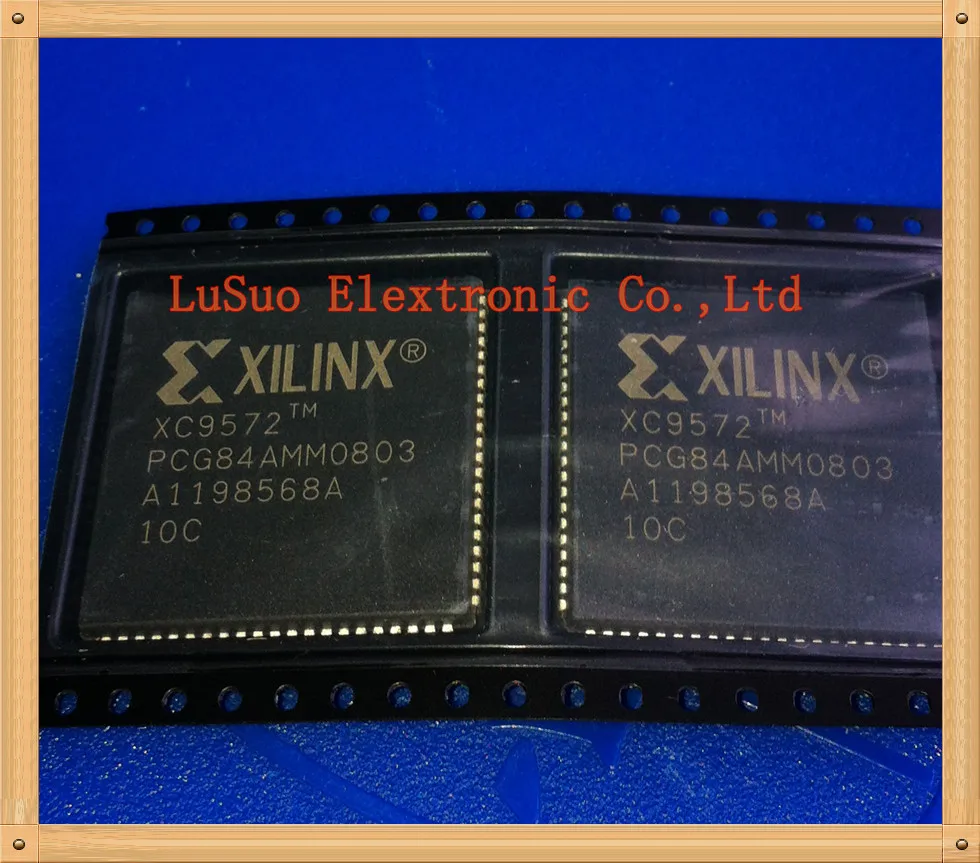 LuSuo Elextronic Co.,Ltd
XILINX®
XC9572™
PCG84AMM0803
A1198568A
10C
XILINX®
XC9572™
PCG84AMM0803
A1198568A
10C